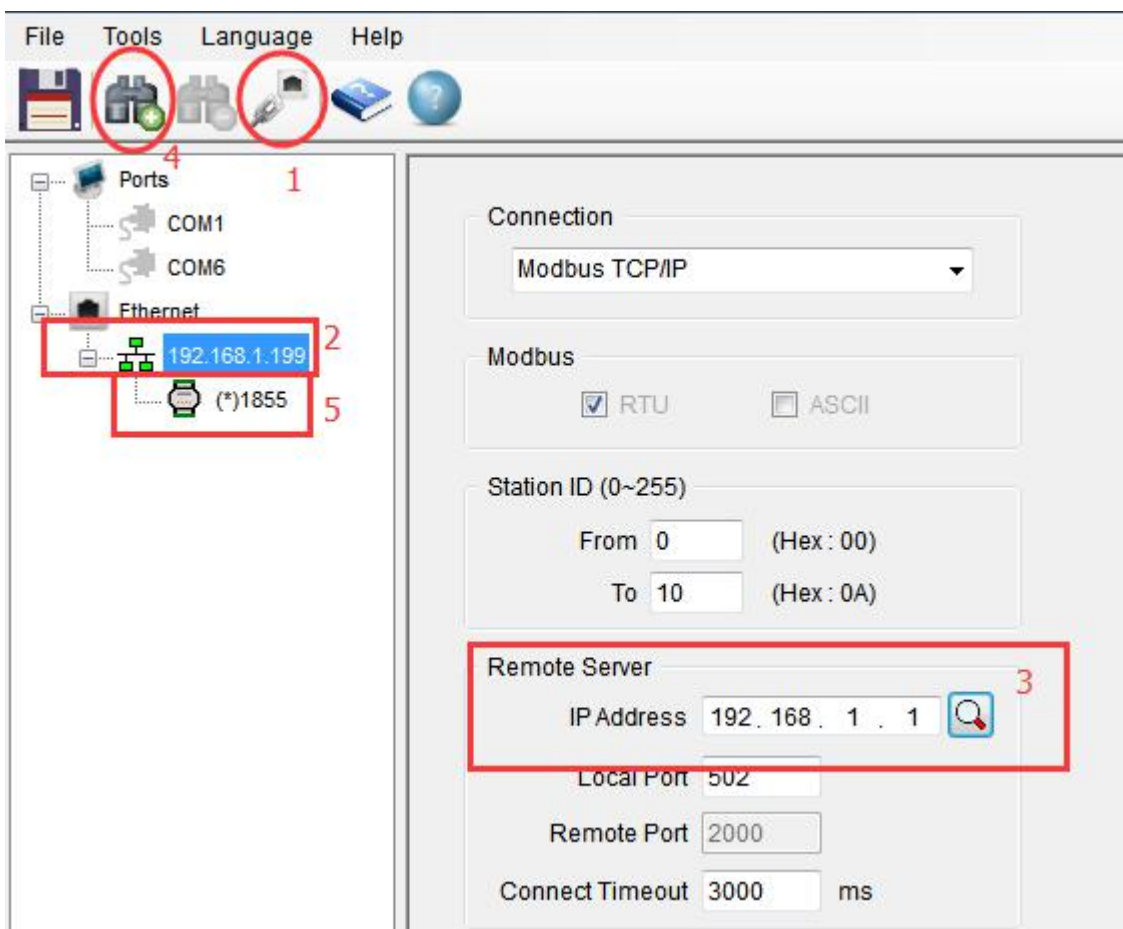 File Tools Language Help
4
1
Ports
COM1
COM6
Ethernet
192.168.1.199
2
(*)1855
5
Connection
Modbus TCP/IP
Modbus
RTU ASCII
Station ID (0~255)
From 0 (Hex : 00)
To 10 (Hex : 0A)
Remote Server
3
IP Address 192 . 168 . 1 . 1
Local Port 502
Remote Port 2000
Connect Timeout 3000 ms